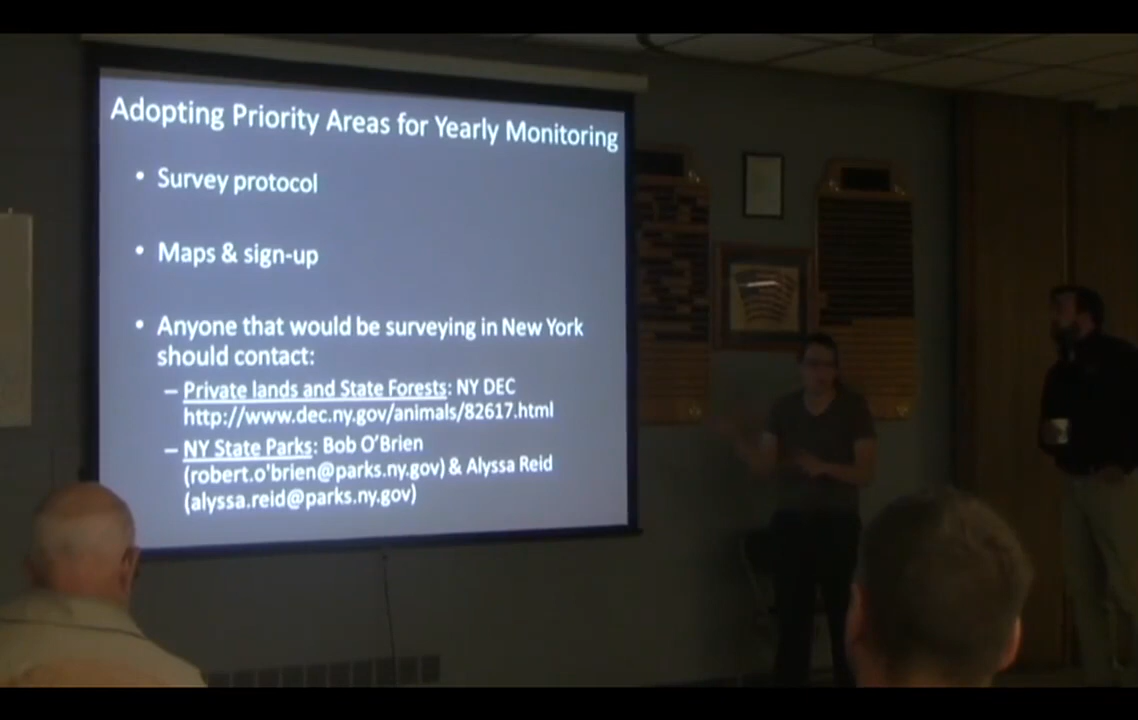 Adopting Priority Areas for Yearly Monitoring
• Survey protocol
• Maps & sign-up
• Anyone that would be surveying in New York
should contact:
– Private lands and State Forests: NY DEC
http://www.dec.ny.gov/animals/82617.html
– NY State Parks: Bob O'Brien
(robert.o'brien@parks.ny.gov) & Alyssa Reid
(alyssa.reid@parks.ny.gov)